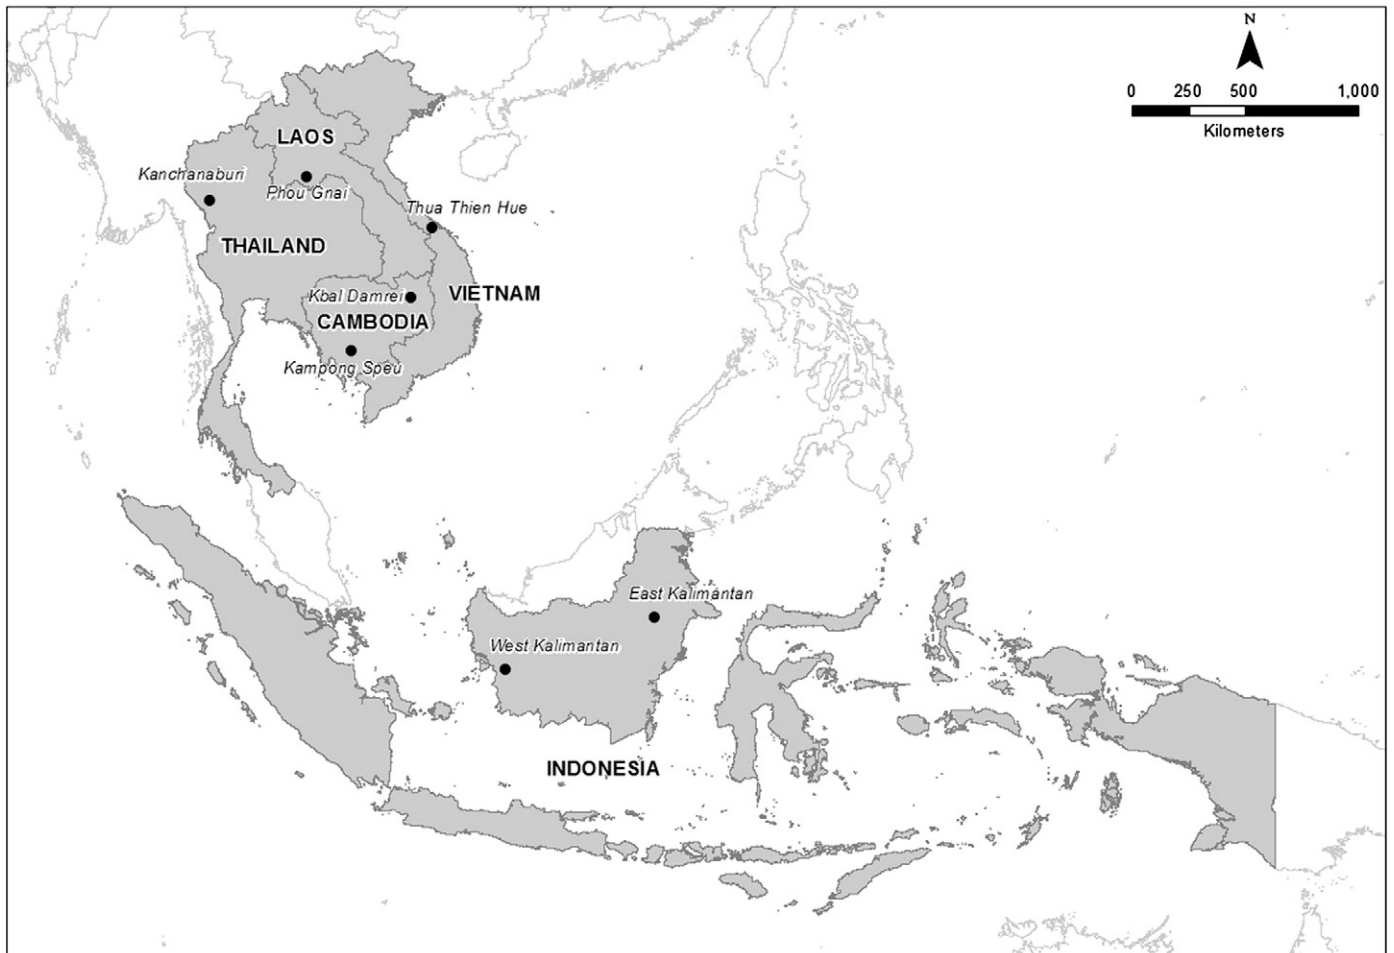 N
0 250 500 1,000
Kilometers
LAOS
Kanchanaburi
Phou Gnai
Thua Thien Hue
THAILAND
Kbal Damrei
VIETNAM
CAMBODIA
Kampong Speu
East Kalimantan
West Kalimantan
INDONESIA